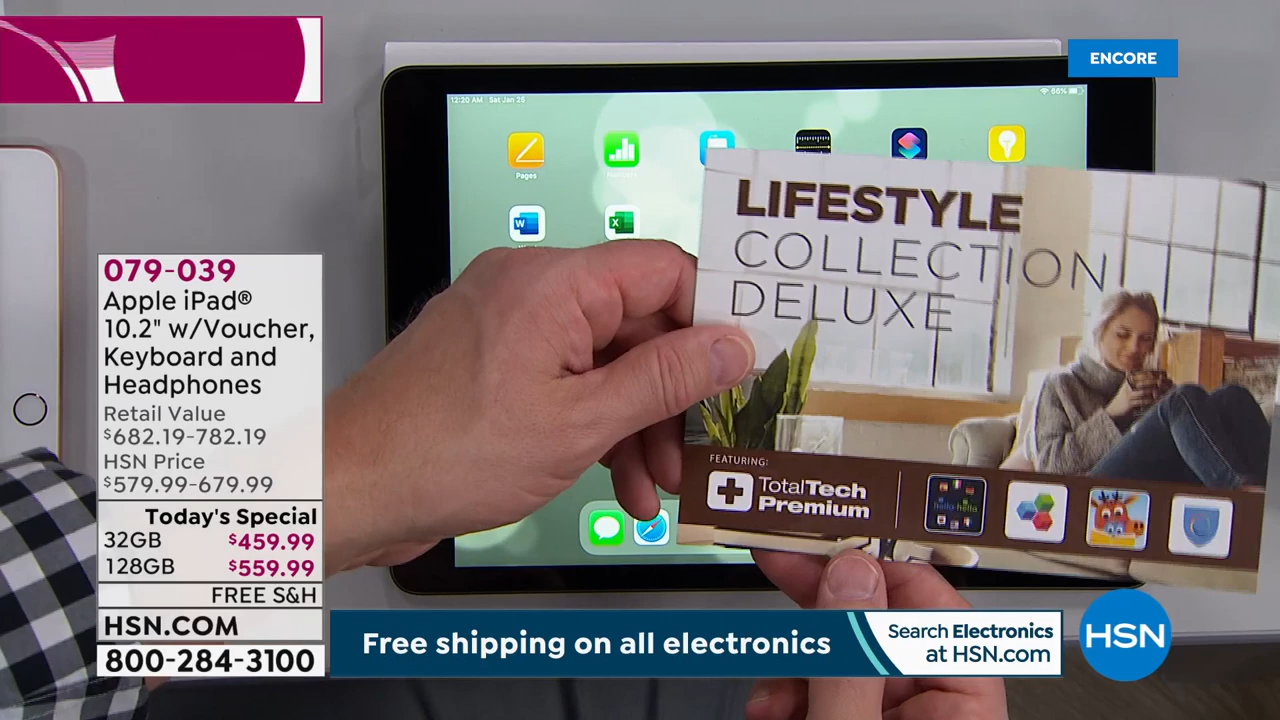 ENCORE
12:20 AM Sat Jan 25
66%
Pages
LIFESTYLE
COLLECTION
DELUXE
FEATURING:
TotalTech
Premium
hello hello
079-039
Apple iPad®
10.2" w/Voucher,
Keyboard and
Headphones
Retail Value
$682.19-782.19
HSN Price
$579.99-679.99
Today's Special
32GB $459.99
128GB $559.99
FREE S&H
HSN.COM
800-284-3100
Free shipping on all electronics
Search Electronics
at HSN.com
HSN